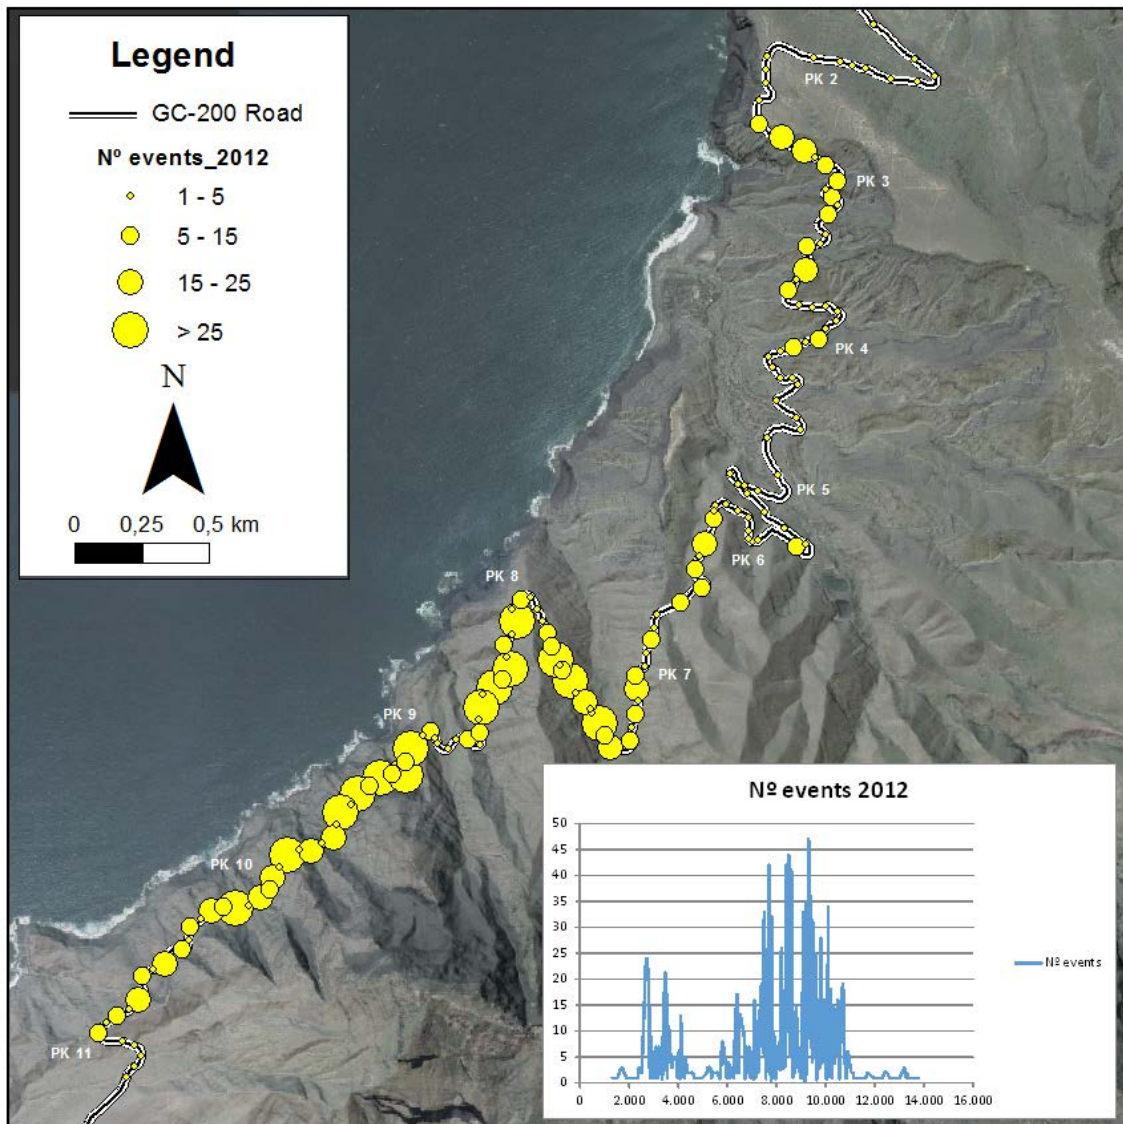 Legend
GC-200 Road
Nº events_2012
1 - 5
5 - 15
15 - 25
> 25
N
0 0,25 0,5 km
PK 2
PK 3
PK 4
PK 5
PK 6
PK 7
PK 8
PK 9
PK 10
PK 11
Nº events 2012
50
45
40
35
30
25
20
15
10
5
0
0 2.000 4.000 6.000 8.000 10.000 12.000 14.000 16.000
Nº events